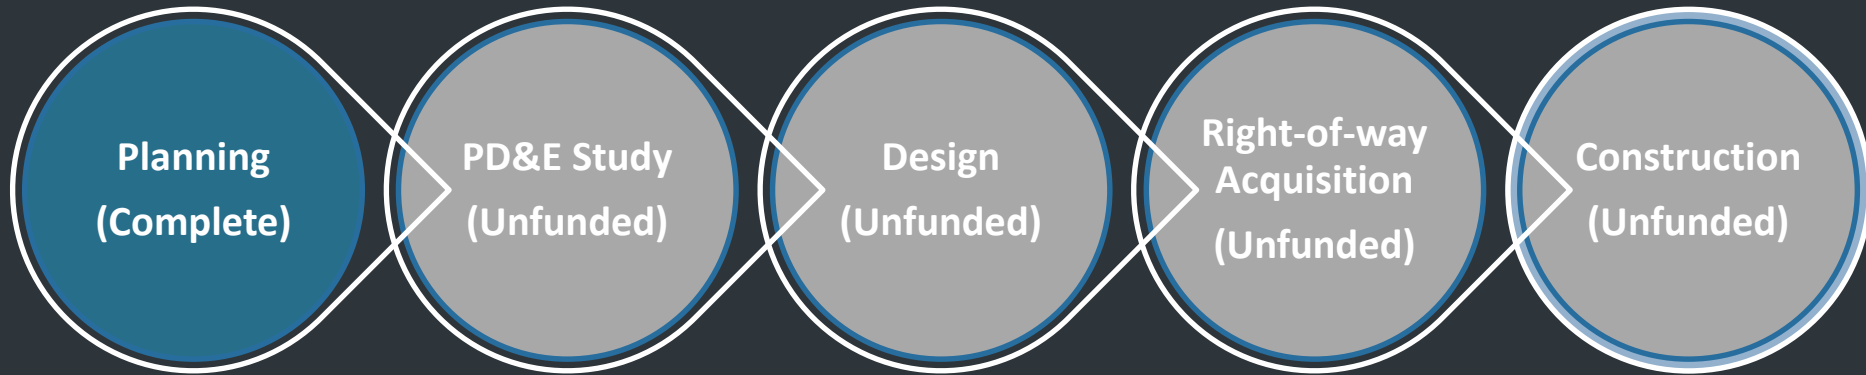 Planning
(Complete)
PD&E Study
(Unfunded)
Design
(Unfunded)
Right-of-way
Acquisition
(Unfunded)
Construction
(Unfunded)